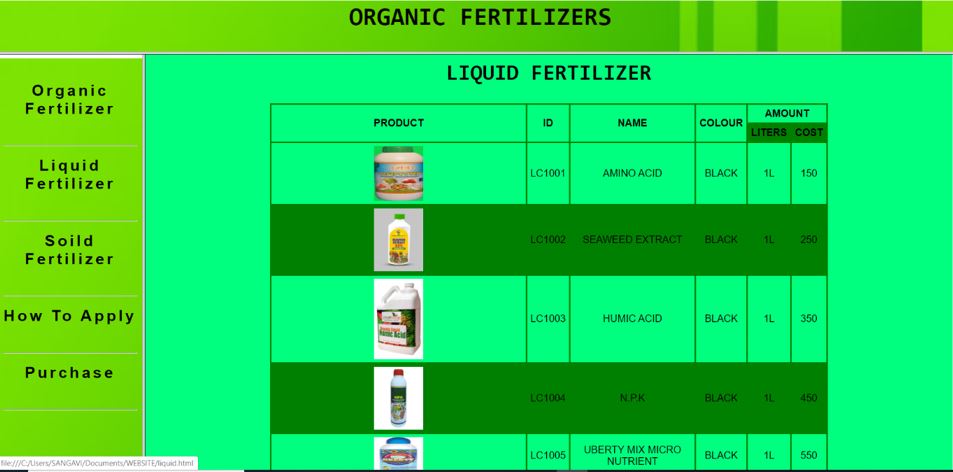 ORGANIC FERTILIZERS
Organic
Fertilizer
Liquid
Fertilizer
Soild
Fertilizer
How To Apply
Purchase
LIQUID FERTILIZER
PRODUCT ID NAME COLOUR AMOUNT
LITERS COST
LC1001 AMINO ACID BLACK 1L 150
LC1002 SEAWEED EXTRACT BLACK 1L 250
LC1003 HUMIC ACID BLACK 1L 350
Humic Acid
LC1004 N.P.K BLACK 1L 450
LC1005 UBERTY MIX MICRO
NUTRIENT BLACK 1L 550
file:///C:/Users/SANGAVI/Documents/WEBSITE/liquid.html